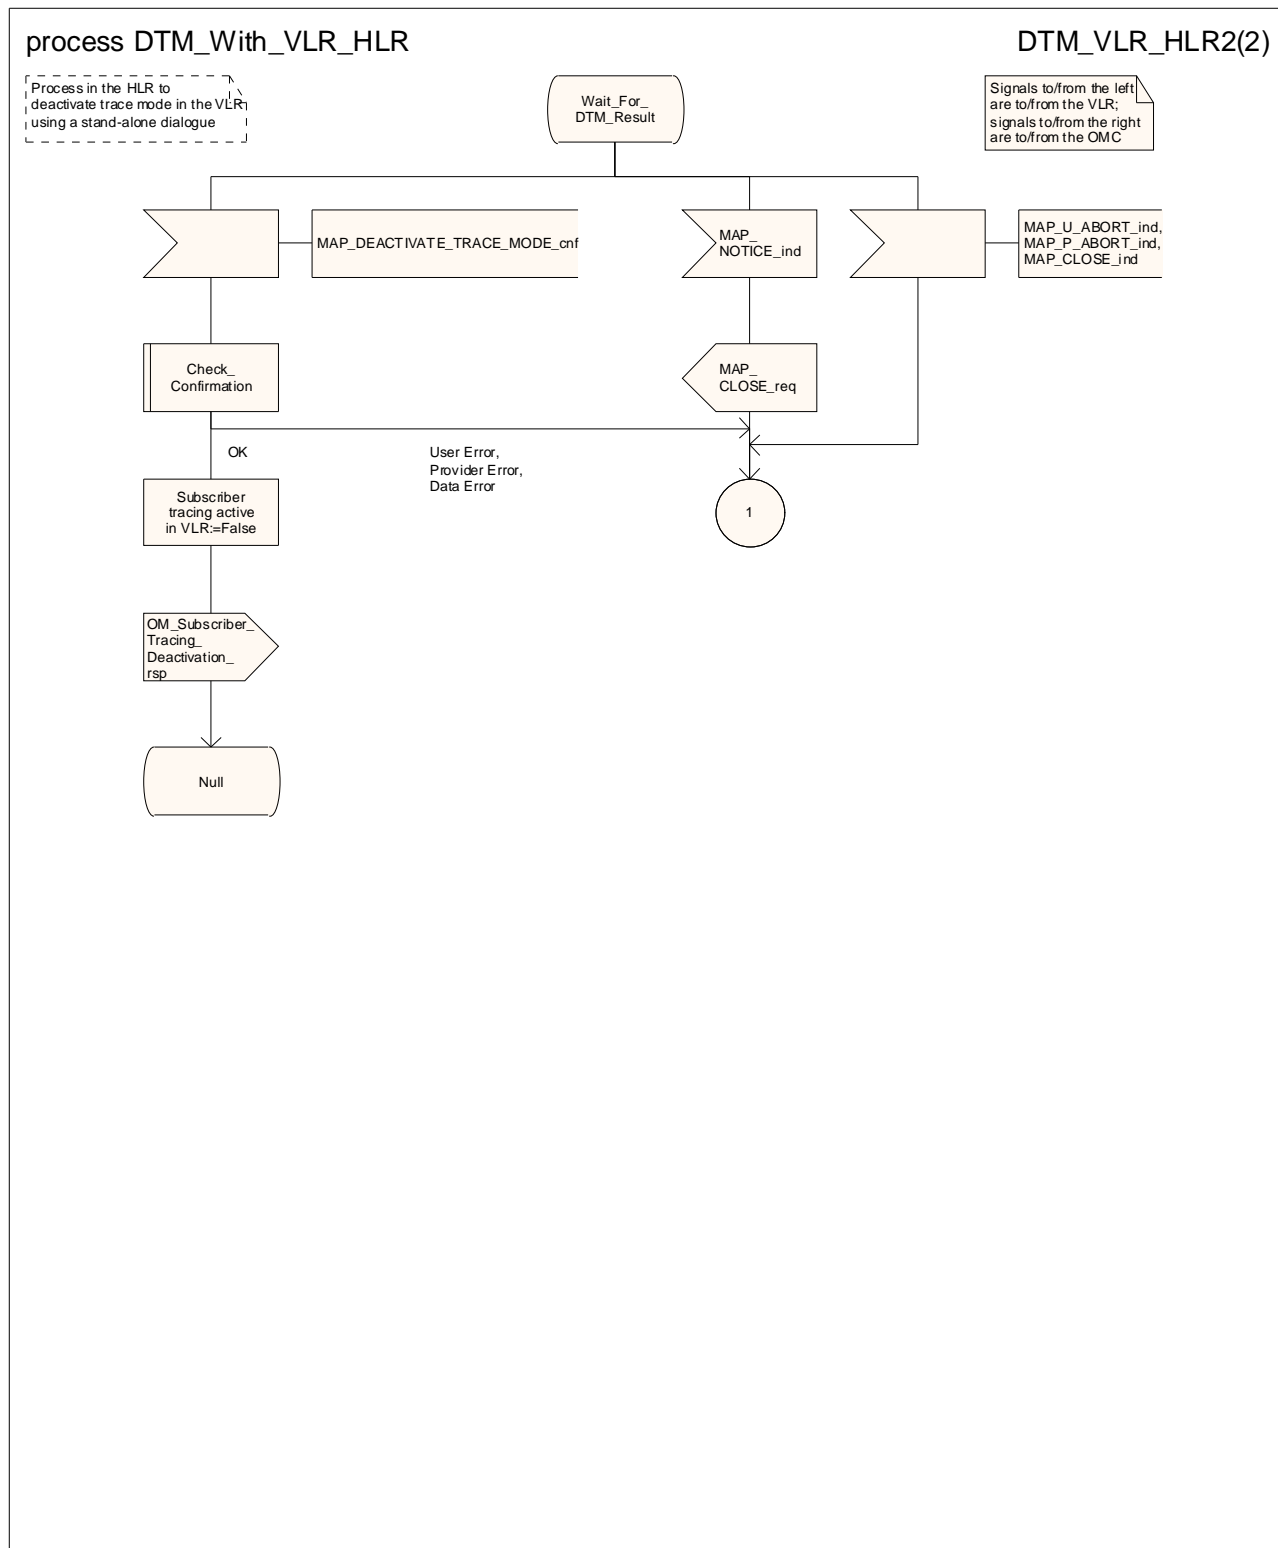 process DTM_With_VLR_HLR
DTM_VLR_HLR2(2)
Process in the HLR to
deactivate trace mode in the VLR
using a stand-alone dialogue
Wait_For_
DTM_Result
Signals to/from the left
are to/from the VLR;
signals to/from the right
are to/from the OMC
MAP_DEACTIVATE_TRACE_MODE_cnf
MAP_
NOTICE_ind
MAP_U_ABORT_ind,
MAP_P_ABORT_ind,
MAP_CLOSE_ind
Check_
Confirmation
MAP_
CLOSE_req
OK
User Error,
Provider Error,
Data Error
Subscriber
tracing active
in VLR:=False
1
OM_Subscriber_
Tracing_
Deactivation_
rsp
Null